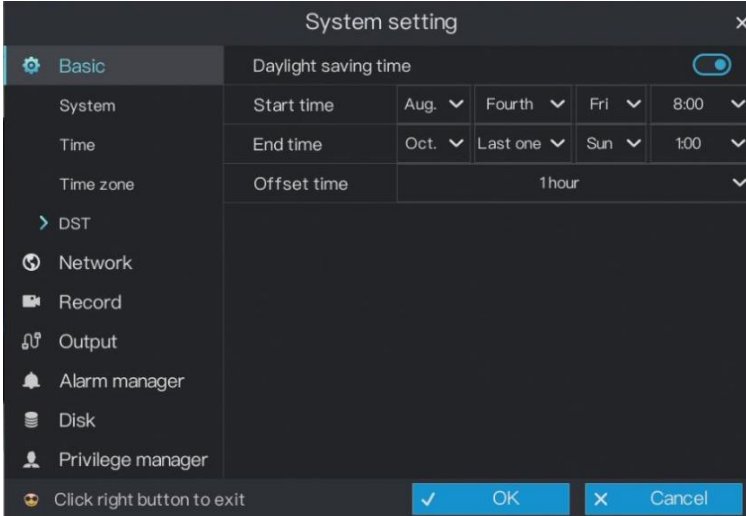 System setting
Basic
Daylight saving time
System
Start time Aug. Fourth Fri 8:00
Time
End time Oct. Last one Sun 1:00
Time zone
Offset time 1 hour
DST
Network
Record
Output
Alarm manager
Disk
Privilege manager
Click right button to exit
OK
Cancel